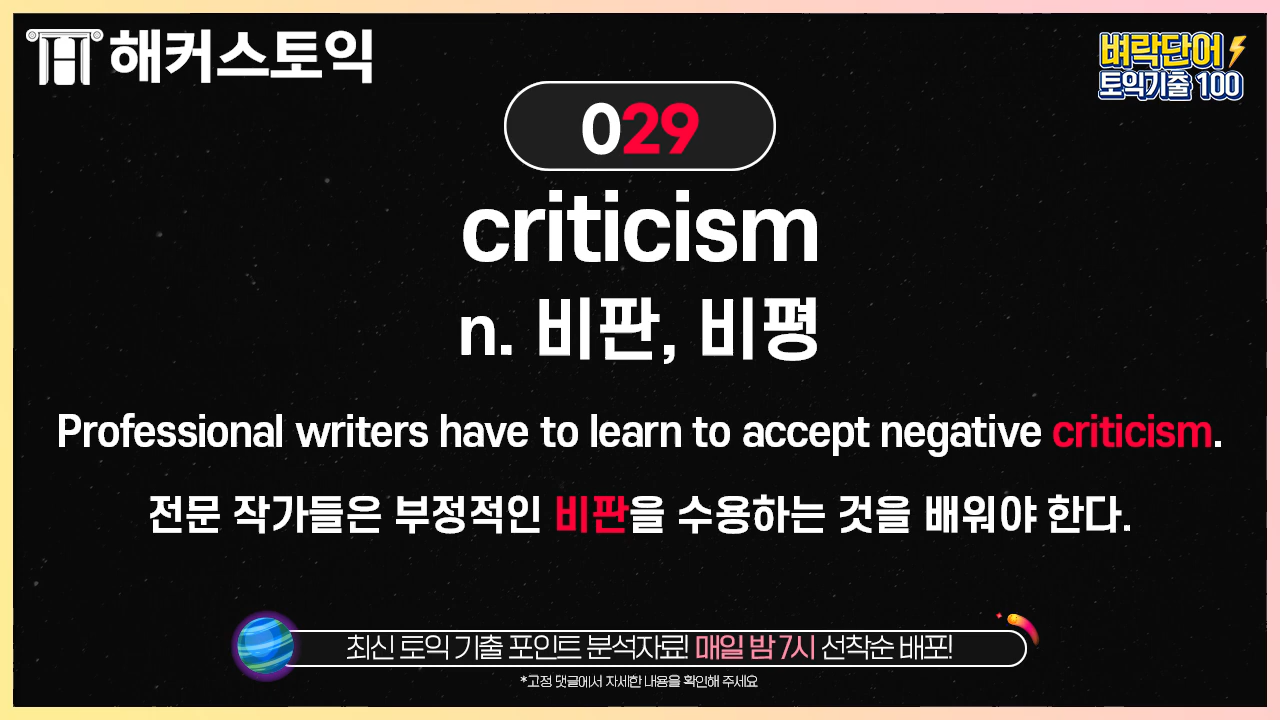 해커스토익
벼락단어
토익기출 100
029
criticism
n. 비판, 비평
Professional writers have to learn to accept negative criticism.
전문 작가들은 부정적인 비판을 수용하는 것을 배워야 한다.
최신 토익 기출 포인트 분석자료! 매일 밤 7시 선착순 배포!
*고정 댓글에서 자세한 내용을 확인해 주세요